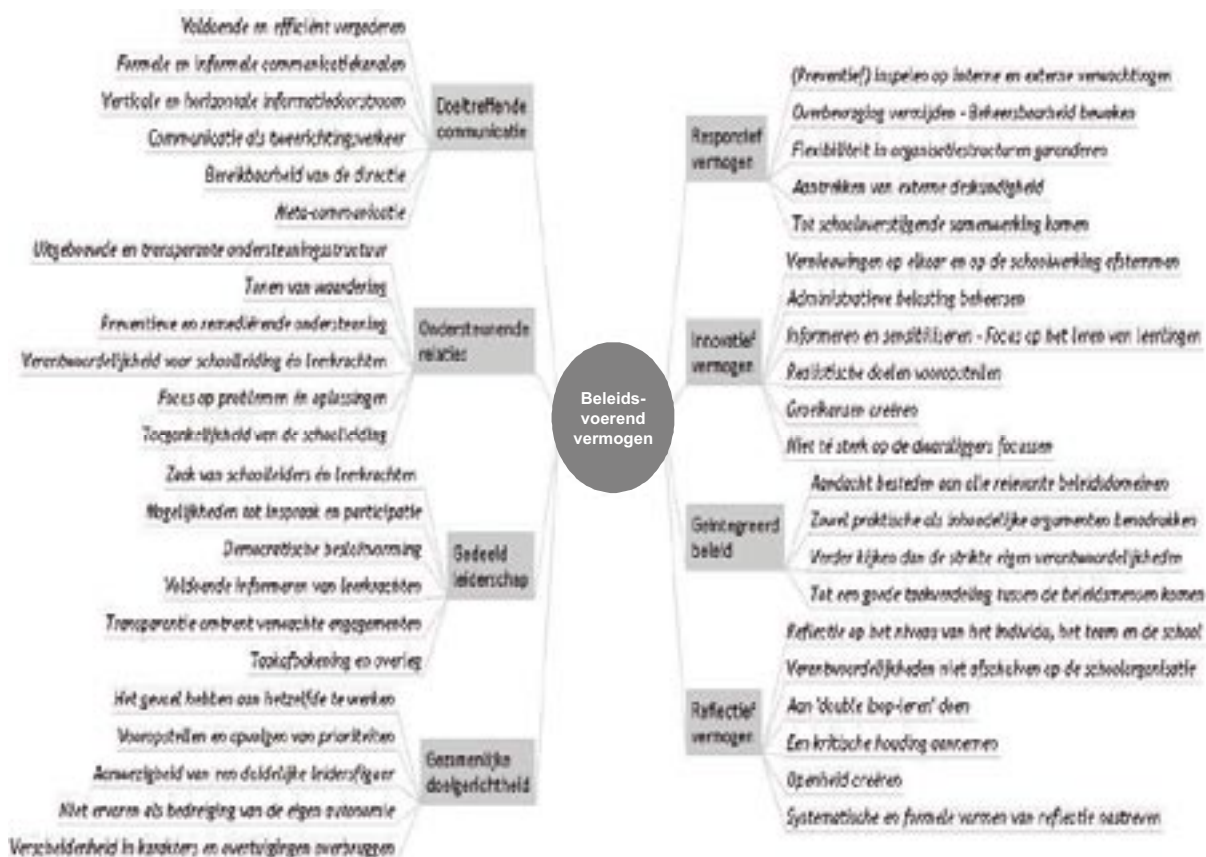 Voldoende en efficiënt vergaderen
Formele en informele communicatiekanalen
Verticale en horizontale informatiedoorstroom
Communicatie als tweerichtingsverkeer
Bereikbaarheid van de directie
Meta-communicatie
Doeltreffende
communicatie
Uitgebouwde en transparante ondersteuningsstructuur
Tonen van waardering
Preventieve en remediërende ondersteuning
Verantwoordelijkheid voor schoolleiding én leerkrachten
Focus op problemen én oplossingen
Toegankelijkheid van de schoolleiding
Ondersteunende
relaties
Zaak van schoolleiders én leerkrachten
Mogelijkheden tot inspraak en participatie
Democratische besluitvorming
Voldoende informeren van leerkrachten
Transparantie omtrent verwachte engagementen
Taakafbakening en overleg
Gedeeld
leiderschap
Het gevoel hebben aan hetzelfde te werken
Vooropstellen en opvolgen van prioriteiten
Aanwezigheid van een duidelijke leidersfiguur
Niet ervaren als bedreiging van de eigen autonomie
Verscheidenheid in karakters en overtuigingen overbruggen
Gezamenlijke
doelgerichtheid
Beleids-
voerend
vermogen
Responsief
vermogen
(Preventief) inspelen op interne en externe verwachtingen
Overbevraging vermijden - Beheersbaarheid bewaken
Flexibiliteit in organisatiestructuren garanderen
Aantrekken van externe deskundigheid
Tot schooloverstijgende samenwerking komen
Innovatief
vermogen
Vernieuwingen op elkaar en op de schoolwerking afstemmen
Administratieve belasting beheersen
Informeren en sensibiliseren - Focus op het leren van leerlingen
Realistische doelen vooropstellen
Groeikansen creëren
Niet té sterk op de dwarsliggers focussen
Geïntegreerd
beleid
Aandacht besteden aan alle relevante beleidsdomeinen
Zowel praktische als inhoudelijke argumenten benadrukken
Verder kijken dan de strikte eigen verantwoordelijkheden
Tot een goede taakverdeling tussen de beleidsmensen komen
Reflectief
vermogen
Reflectie op het niveau van het individu, het team en de school
Verantwoordelijkheden niet afschuiven op de schoolorganisatie
Aan 'double loop-leren' doen
Een kritische houding aannemen
Openheid creëren
Systematische en formele vormen van reflectie nastreven